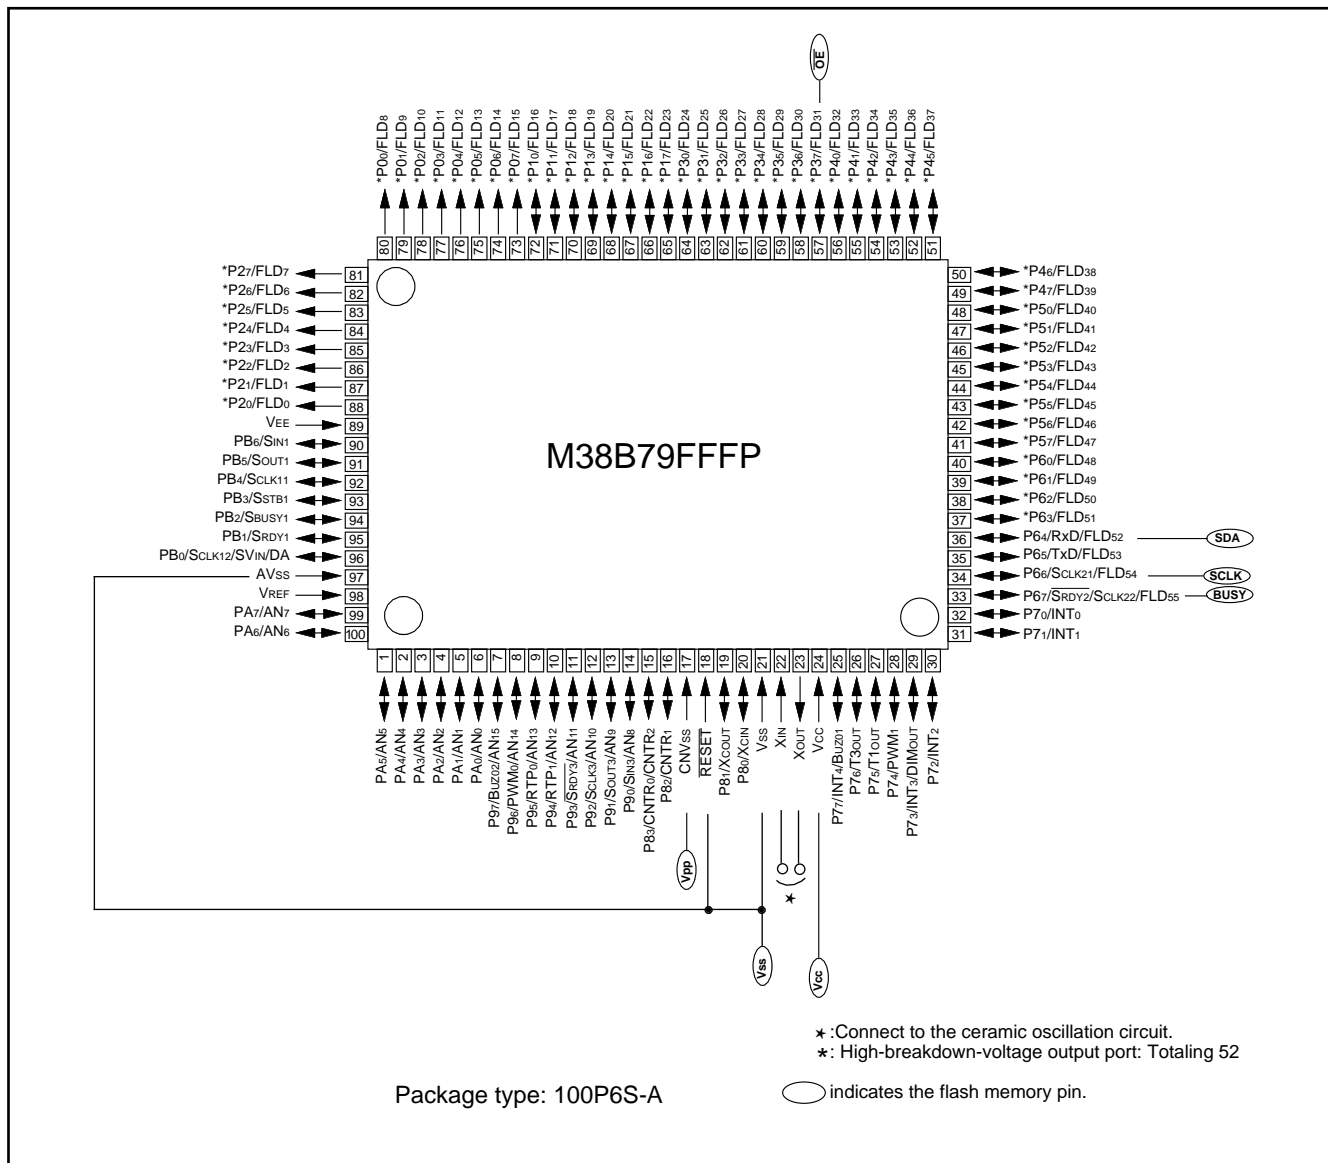 OE
*P00/FLD8
*P01/FLD9
*P02/FLD10
*P03/FLD11
*P04/FLD12
*P05/FLD13
*P06/FLD14
*P07/FLD15
*P10/FLD16
*P11/FLD17
*P12/FLD18
*P13/FLD19
*P14/FLD20
*P15/FLD21
*P16/FLD22
*P17/FLD23
*P30/FLD24
*P31/FLD25
*P32/FLD26
*P33/FLD27
*P34/FLD28
*P35/FLD29
*P36/FLD30
*P37/FLD31
*P40/FLD32
*P41/FLD33
*P42/FLD34
*P43/FLD35
*P44/FLD36
*P45/FLD37
80 79 78 77 76 75 74 73 72 71 70 69 68 67 66 65 64 63 62 61 60 59 58 57 56 55 54 53 52 51
*P27/FLD7 81
*P26/FLD6 82
*P25/FLD5 83
*P24/FLD4 84
*P23/FLD3 85
*P22/FLD2 86
*P21/FLD1 87
*P20/FLD0 88
VEE 89
PB6/SIN1 90
PB5/SOUT1 91
PB4/SCLK11 92
PB3/SSTB1 93
PB2/SBUSY1 94
PB1/SRDY1 95
PB0/SCLK12/SVIN/DA 96
AVSS 97
VREF 98
PA7/AN7 99
PA6/AN6 100
M38B79FFFP
50 *P46/FLD38
49 *P47/FLD39
48 *P50/FLD40
47 *P51/FLD41
46 *P52/FLD42
45 *P53/FLD43
44 *P54/FLD44
43 *P55/FLD45
42 *P56/FLD46
41 *P57/FLD47
40 *P60/FLD48
39 *P61/FLD49
38 *P62/FLD50
37 *P63/FLD51
36 P64/RxD/FLD52 SDA
35 P65/TxD/FLD53
34 P66/SCLK21/FLD54 SCLK
33 P67/SRDY2/SCLK22/FLD55 BUSY
32 P70/INT0
31 P71/INT1
1 2 3 4 5 6 7 8 9 10 11 12 13 14 15 16 17 18 19 20 21 22 23 24 25 26 27 28 29 30
PA5/AN5
PA4/AN4
PA3/AN3
PA2/AN2
PA1/AN1
PA0/AN0
P97/BUZ02/AN15
P96/PWM0/AN14
P95/RTP0/AN13
P94/RTP1/AN12
P93/SRDY3/AN11
P92/SCLK3/AN10
P91/SOUT3/AN9
P90/SIN3/AN8
P83/CNTR0/CNTR2
P82/CNTR1
CNVSS
RESET
P81/XCOUT
P80/XCIN
VSS
XIN
XOUT
VCC
P77/INT4/BUZ01
P76/T3OUT
P75/T1OUT
P74/PWM1
P73/INT3/DIMOUT
P72/INT2
Vpp
★
Vss
Vcc
★:Connect to the ceramic oscillation circuit.
*: High-breakdown-voltage output port: Totaling 52
Package type: 100P6S-A
indicates the flash memory pin.